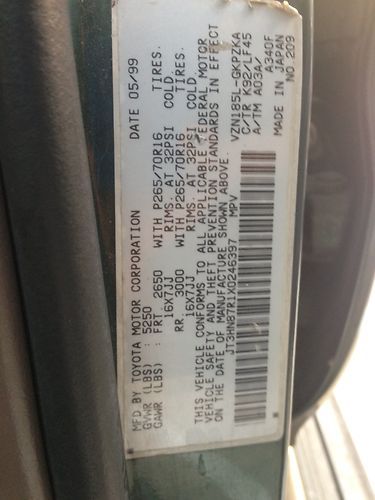 MFD BY TOYOTA MOTOR CORPORATION DATE 05/99
GVWR (LBS) : 5250
GAWR (LBS) : FRT. 2650 WITH P265/70R16 TIRES.
16X7JJ RIMS. AT 32PSI COLD.
RR. 3000 WITH P265/70R16 TIRES.
16X7JJ RIMS. AT 32PSI COLD.
THIS VEHICLE CONFORMS TO ALL APPLICABLE FEDERAL MOTOR
VEHICLE SAFETY AND THEFT PREVENTION STANDARDS IN EFFECT
ON THE DATE OF MANUFACTURE SHOWN ABOVE.
JT3HN87R1X0246397 MPV
VZN185L-GKPZKA
C/TR K92/LF45
A/TM A03A/ A340F
MADE IN JAPAN
NO.209